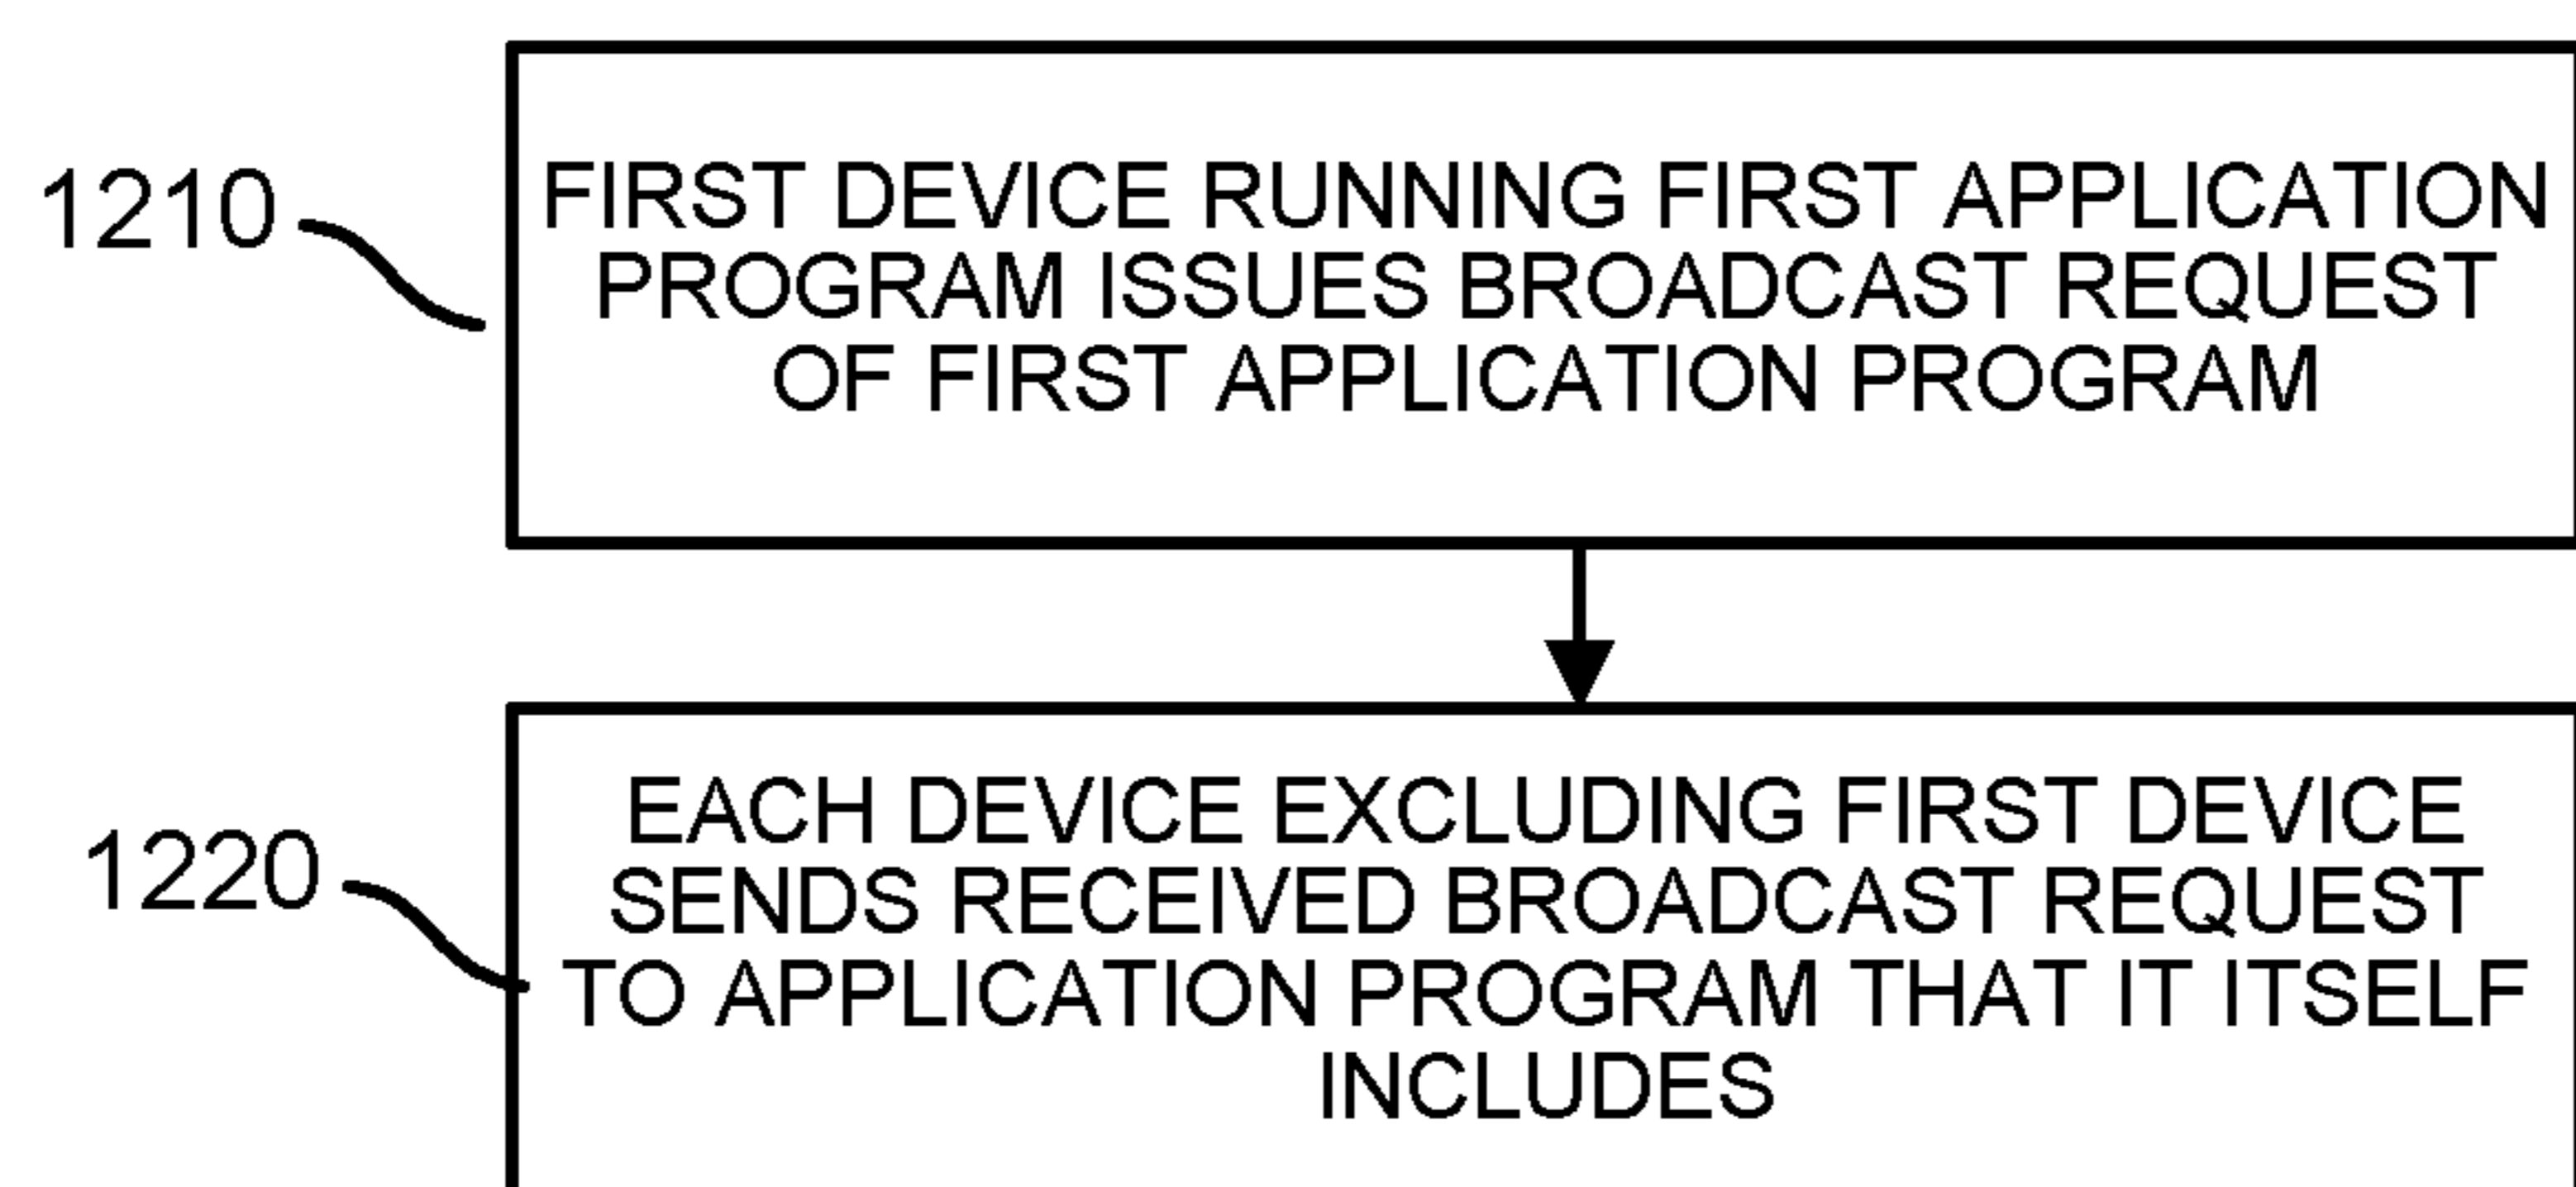 1210
FIRST DEVICE RUNNING FIRST APPLICATION
PROGRAM ISSUES BROADCAST REQUEST
OF FIRST APPLICATION PROGRAM
1220
EACH DEVICE EXCLUDING FIRST DEVICE
SENDS RECEIVED BROADCAST REQUEST
TO APPLICATION PROGRAM THAT IT ITSELF
INCLUDES